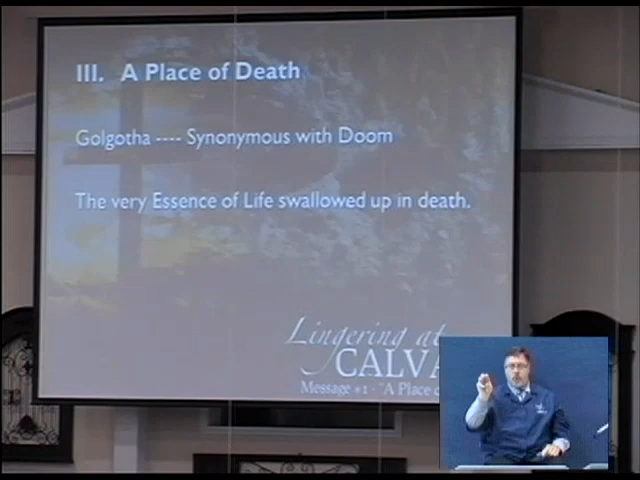 III. A Place of Death
Golgotha ---- Synonymous with Doom
The very Essence of Life swallowed up in death.
Lingering at
CALVA
Message #1 - "A Place